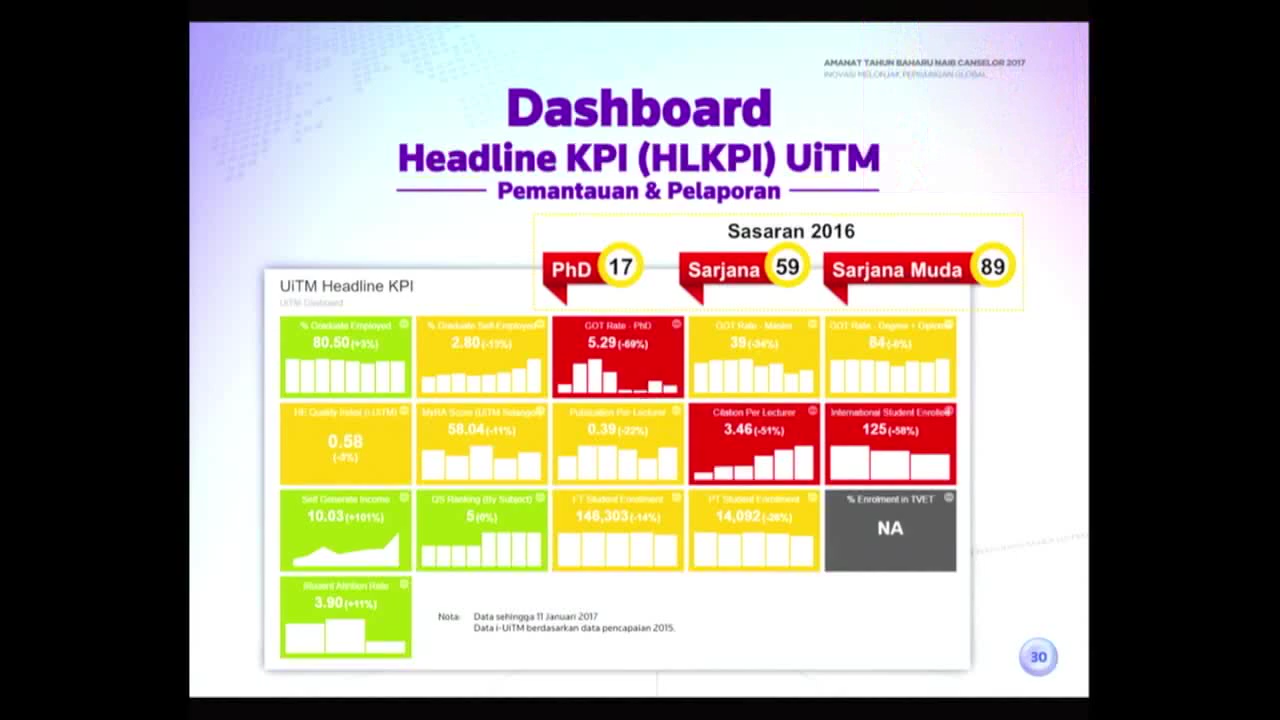 AMANAT TAHUN BAHARU NAIB CANSELOR 2017
INOVASI MELONJAK PERSAINGAN GLOBAL
Dashboard
Headline KPI (HLKPI) UiTM
Pemantauan & Pelaporan
Sasaran 2016
PhD 17
Sarjana 59
Sarjana Muda 89
UiTM Headline KPI
UiTM Dashboard
% Graduate Employed
80.50 (+3%)
% Graduate Self-Employed
2.80 (-13%)
GOT Rate - PhD
5.29 (-69%)
GOT Rate - Master
39 (-34%)
GOT Rate - Degree + Diploma
84 (-6%)
HE Quality Index (i-UiTM)
0.58
(-3%)
MyRA Score (UiTM Selangor)
58.04 (-11%)
Publication Per Lecturer
0.39 (-22%)
Citation Per Lecturer
3.46 (-51%)
International Student Enrolled
125 (-58%)
Self Generate Income
10.03 (+101%)
QS Ranking (By Subject)
5 (0%)
FT Student Enrolment
146,303 (-14%)
PT Student Enrolment
14,092 (-26%)
% Enrolment in TVET
NA
Student Attrition Rate
3.90 (+11%)
Nota: Data sehingga 11 Januari 2017
Data i-UiTM berdasarkan data pencapaian 2015.
30